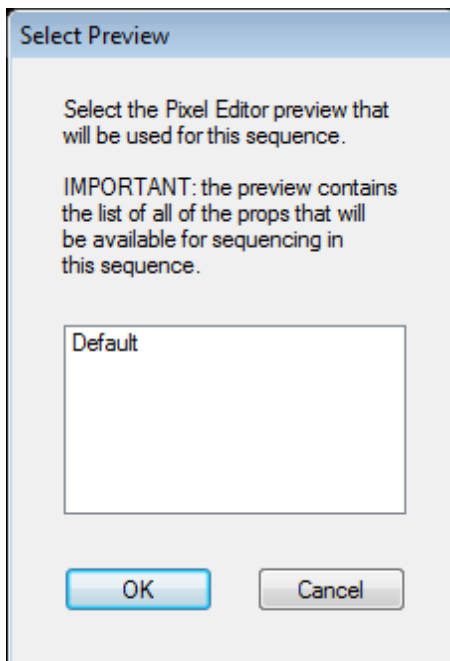 Select Preview
Select the Pixel Editor preview that
will be used for this sequence.
IMPORTANT: the preview contains
the list of all of the props that will
be available for sequencing in
this sequence.
Default
OK
Cancel